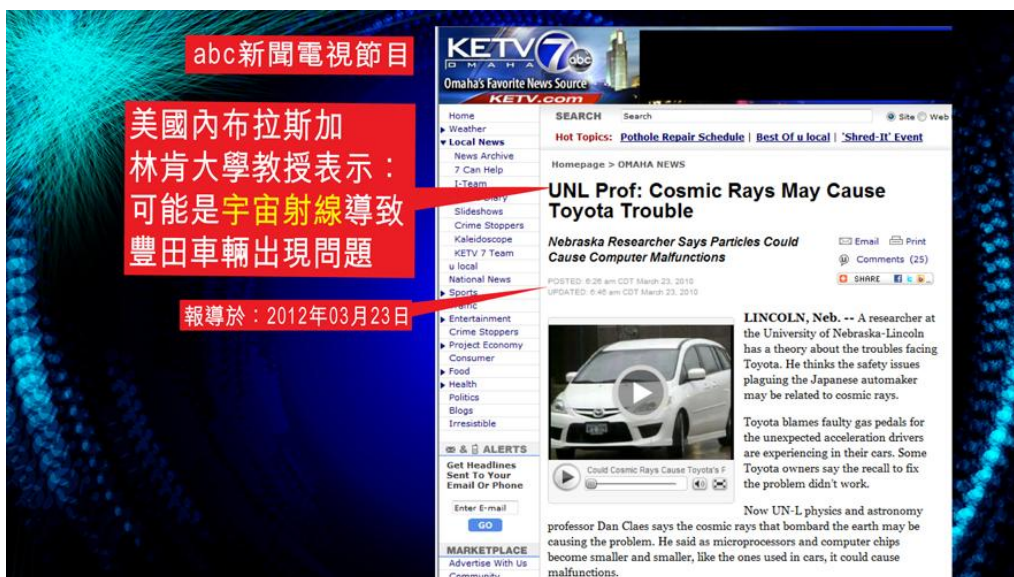 abc新聞電視節目
美國內布拉斯加
林肯大學教授表示：
可能是宇宙射線導致
豐田車輛出現問題
報導於：2012年03月23日
KETV 7 abc
OMAHA
Omaha's Favorite News Source
KETV.com
Home
Weather
Local News
News Archive
7 Can Help
I-Team
Diary
Slideshows
Crime Stoppers
Kaleidoscope
KETV 7 Team
u local
National News
Sports
Traffic
Entertainment
Crime Stoppers
Project Economy
Consumer
Food
Health
Politics
Blogs
Irresistible
& ALERTS
Get Headlines
Sent To Your
Email Or Phone
Enter E-mail
GO
MARKETPLACE
Advertise With Us
Community
SEARCH Search Site Web
Hot Topics: Pothole Repair Schedule | Best Of u local | 'Shred-It' Event
Homepage > OMAHA NEWS
UNL Prof: Cosmic Rays May Cause
Toyota Trouble
Nebraska Researcher Says Particles Could
Cause Computer Malfunctions
Email Print
Comments (25)
SHARE
POSTED: 6:26 am CDT March 23, 2010
UPDATED: 6:46 am CDT March 23, 2010
Could Cosmic Rays Cause Toyota's P
LINCOLN, Neb. -- A researcher at
the University of Nebraska-Lincoln
has a theory about the troubles facing
Toyota. He thinks the safety issues
plaguing the Japanese automaker
may be related to cosmic rays.
Toyota blames faulty gas pedals for
the unexpected acceleration drivers
are experiencing in their cars. Some
Toyota owners say the recall to fix
the problem didn't work.
Now UN-L physics and astronomy
professor Dan Claes says the cosmic rays that bombard the earth may be
causing the problem. He said as microprocessors and computer chips
become smaller and smaller, like the ones used in cars, it could cause
malfunctions.